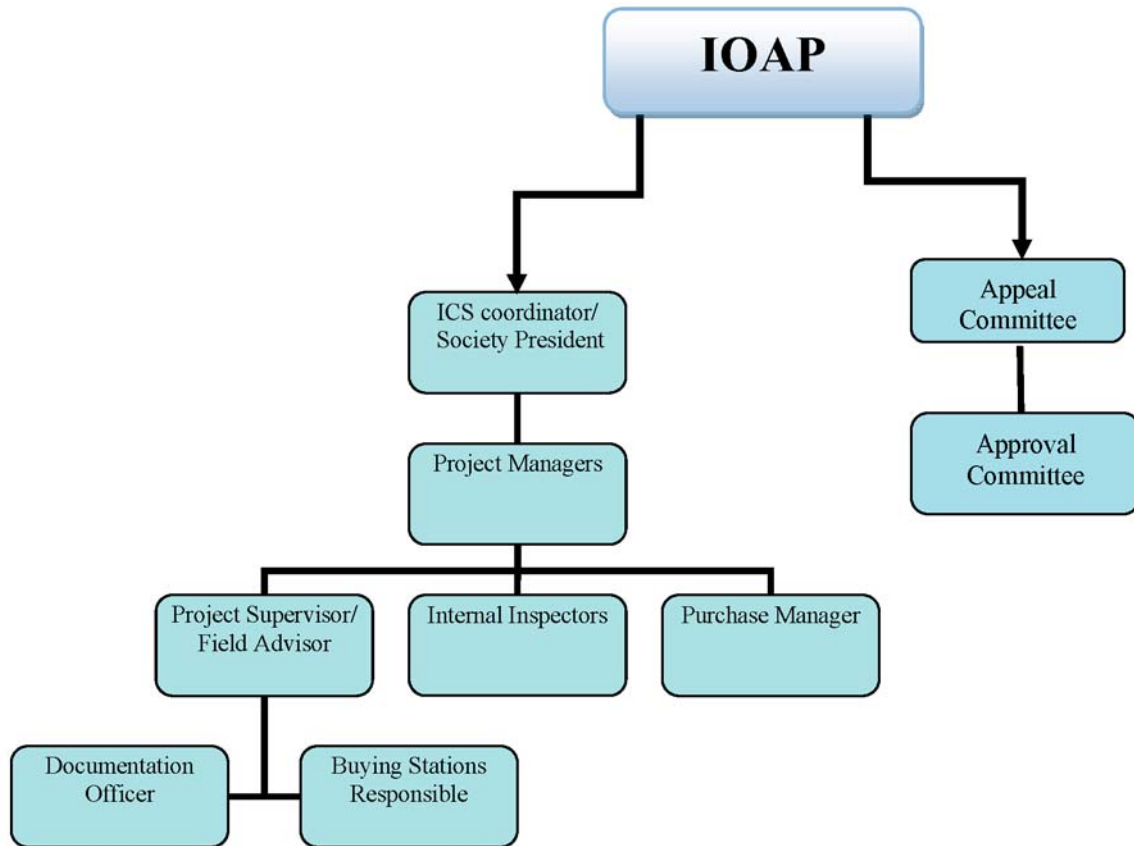 IOAP
ICS coordinator/
Society President
Appeal
Committee
Project Managers
Approval
Committee
Project Supervisor/
Field Advisor
Internal Inspectors
Purchase Manager
Documentation
Officer
Buying Stations
Responsible